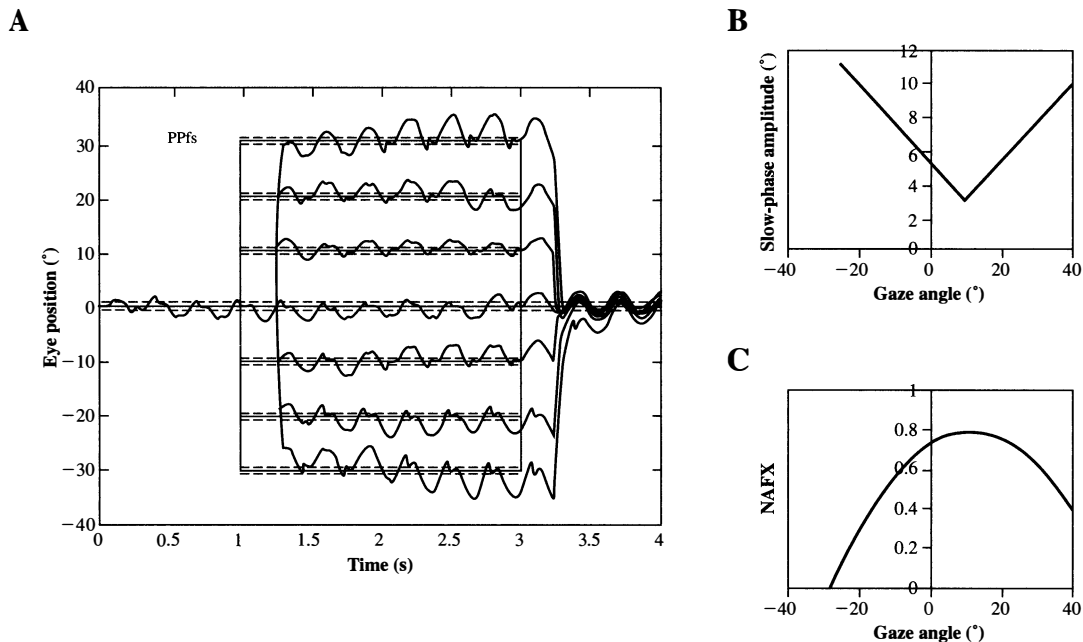 A
40
30
20
10
0
−10
−20
−30
−40
Eye position (°)
PPfs
0 0.5 1 1.5 2 2.5 3 3.5 4
Time (s)
B
12
10
8
6
4
2
0
Slow-phase amplitude (°)
−40 −20 0 20 40
Gaze angle (°)
C
1
0.8
0.6
0.4
0.2
0
NAFX
−40 −20 0 20 40
Gaze angle (°)